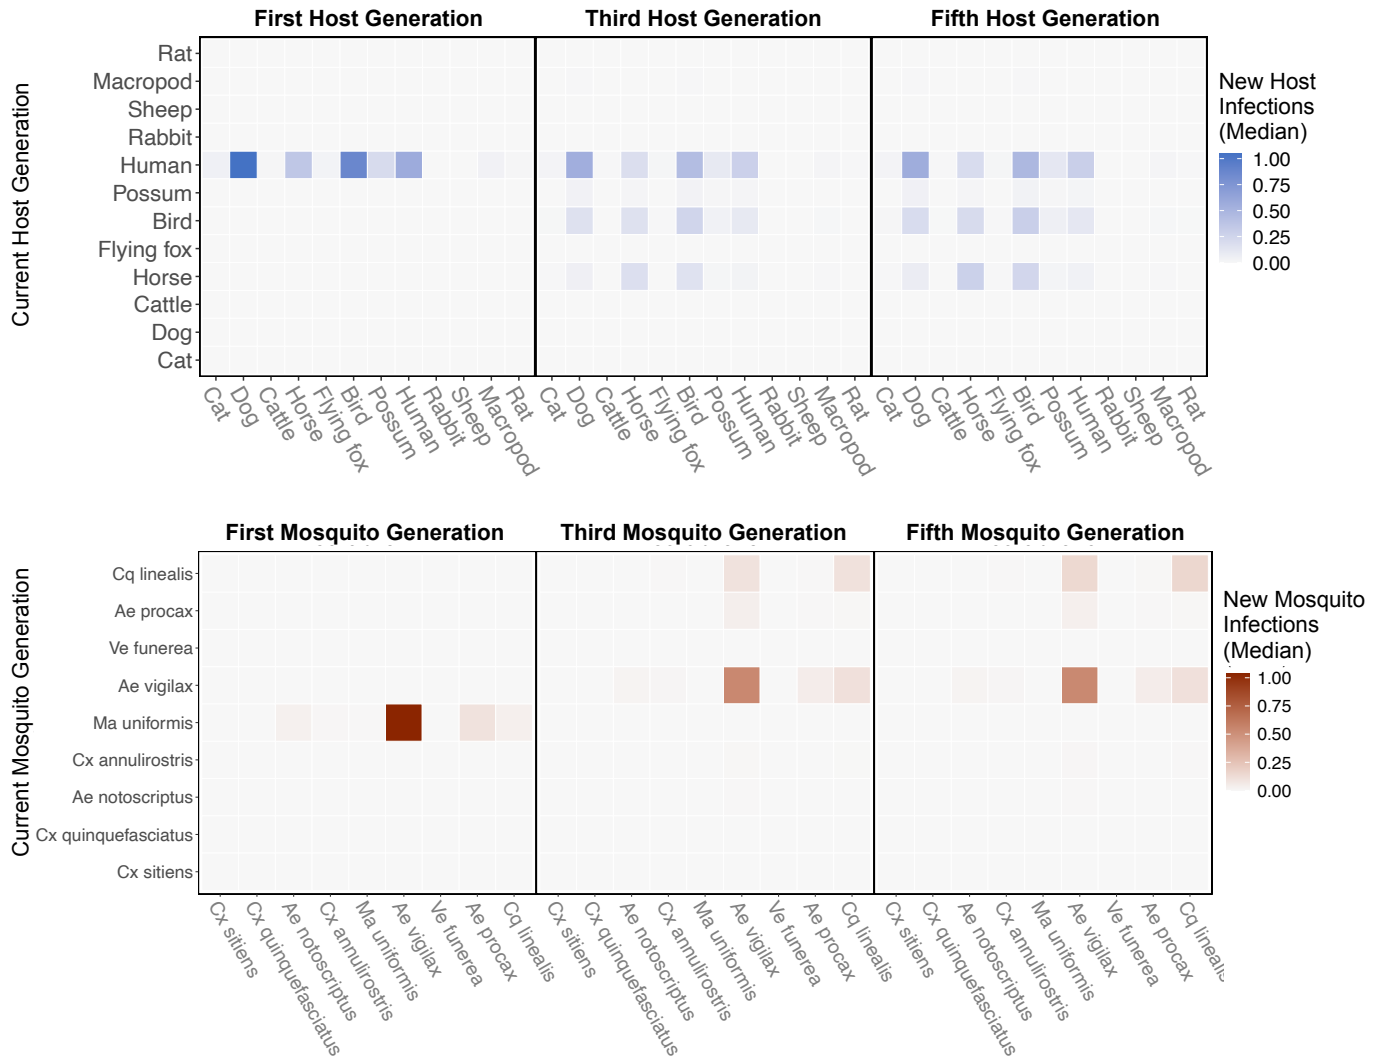 First Host Generation
Third Host Generation
Fifth Host Generation
Current Host Generation
Rat
Macropod
Sheep
Rabbit
Human
Possum
Bird
Flying fox
Horse
Cattle
Dog
Cat
Cat
Dog
Cattle
Horse
Flying fox
Bird
Possum
Human
Rabbit
Sheep
Macropod
Rat
Cat
Dog
Cattle
Horse
Flying fox
Bird
Possum
Human
Rabbit
Sheep
Macropod
Rat
Cat
Dog
Cattle
Horse
Flying fox
Bird
Possum
Human
Rabbit
Sheep
Macropod
Rat
New Host
Infections
(Median)
1.00
0.75
0.50
0.25
0.00
First Mosquito Generation
Third Mosquito Generation
Fifth Mosquito Generation
Current Mosquito Generation
Cq linealis
Ae procax
Ve funerea
Ae vigilax
Ma uniformis
Cx annulirostris
Ae notoscriptus
Cx quinquefasciatus
Cx sitiens
Cx sitiens
Cx quinquefasciatus
Ae notoscriptus
Cx annulirostris
Ma uniformis
Ae vigilax
Ve funerea
Ae procax
Cq linealis
Cx sitiens
Cx quinquefasciatus
Ae notoscriptus
Cx annulirostris
Ma uniformis
Ae vigilax
Ve funerea
Ae procax
Cq linealis
Cx sitiens
Cx quinquefasciatus
Ae notoscriptus
Cx annulirostris
Ma uniformis
Ae vigilax
Ve funerea
Ae procax
Cq linealis
New Mosquito
Infections
(Median)
1.00
0.75
0.50
0.25
0.00